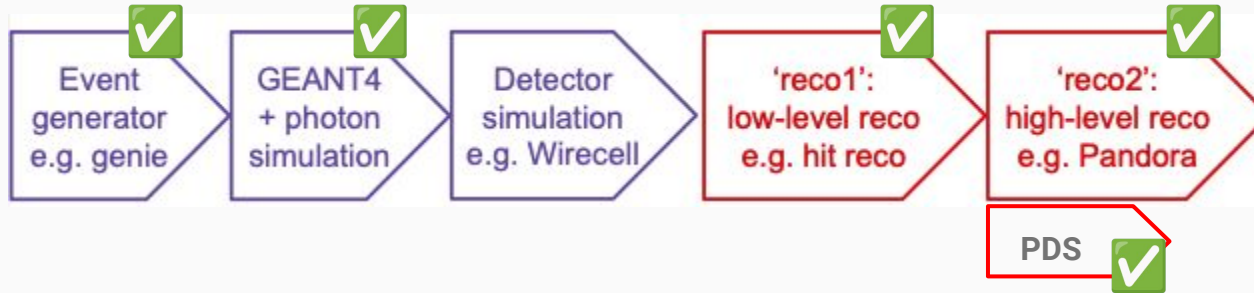 Event
generator
e.g. genie
GEANT4
+ photon
simulation
Detector
simulation
e.g. Wirecell
'reco1':
low-level reco
e.g. hit reco
'reco2':
high-level reco
e.g. Pandora
PDS